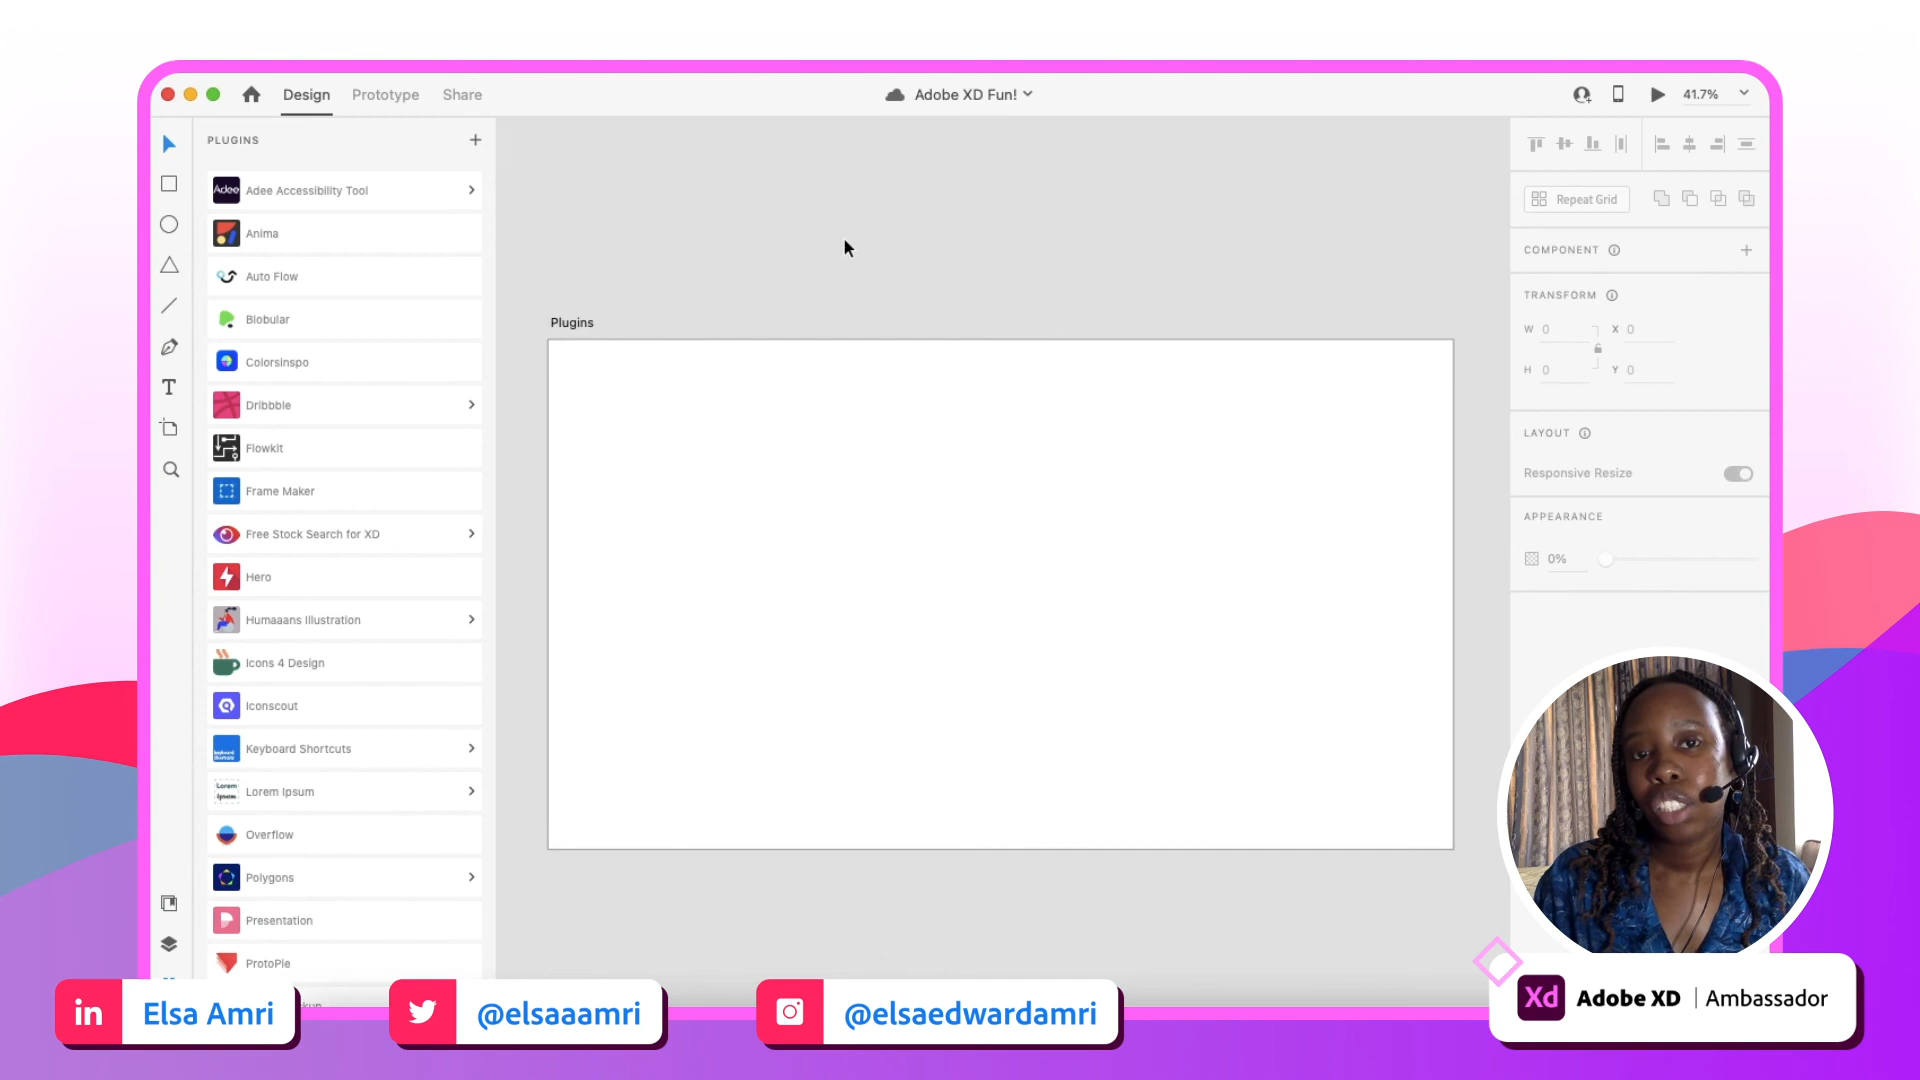 Design Prototype Share
Adobe XD Fun!
41.7%
PLUGINS
Adee Adee Accessibility Tool
Anima
Auto Flow
Blobular
Colorsinspo
Dribbble
Flowkit
Frame Maker
Free Stock Search for XD
Hero
Humaaans Illustration
Icons 4 Design
Iconscout
Keyboard Shortcuts
Lorem Ipsum
Overflow
Polygons
Presentation
ProtoPie
Plugins
Repeat Grid
COMPONENT
TRANSFORM
W 0 X 0
H 0 Y 0
LAYOUT
Responsive Resize
APPEARANCE
0%
in Elsa Amri
@elsaaamri
@elsaedwardamri
Xd Adobe XD | Ambassador